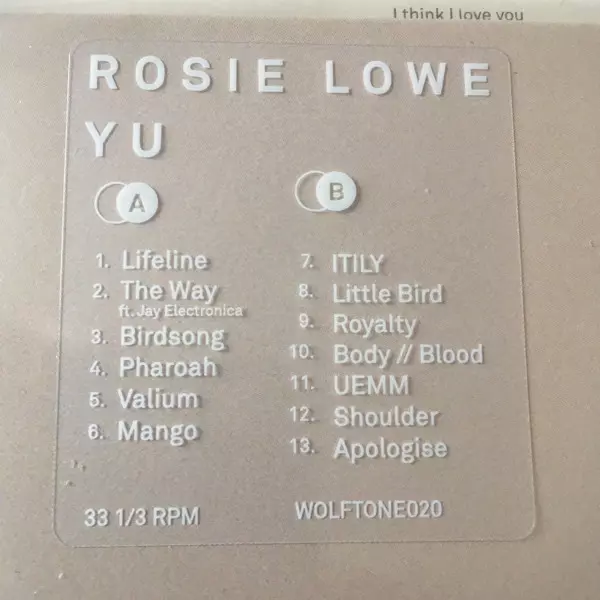 I think I love you
ROSIE LOWE
YU
A
1. Lifeline
2. The Way
ft. Jay Electronica
3. Birdsong
4. Pharoah
5. Valium
6. Mango
33 1/3 RPM
B
7. ITILY
8. Little Bird
9. Royalty
10. Body // Blood
11. UEMM
12. Shoulder
13. Apologise
WOLFTONE020